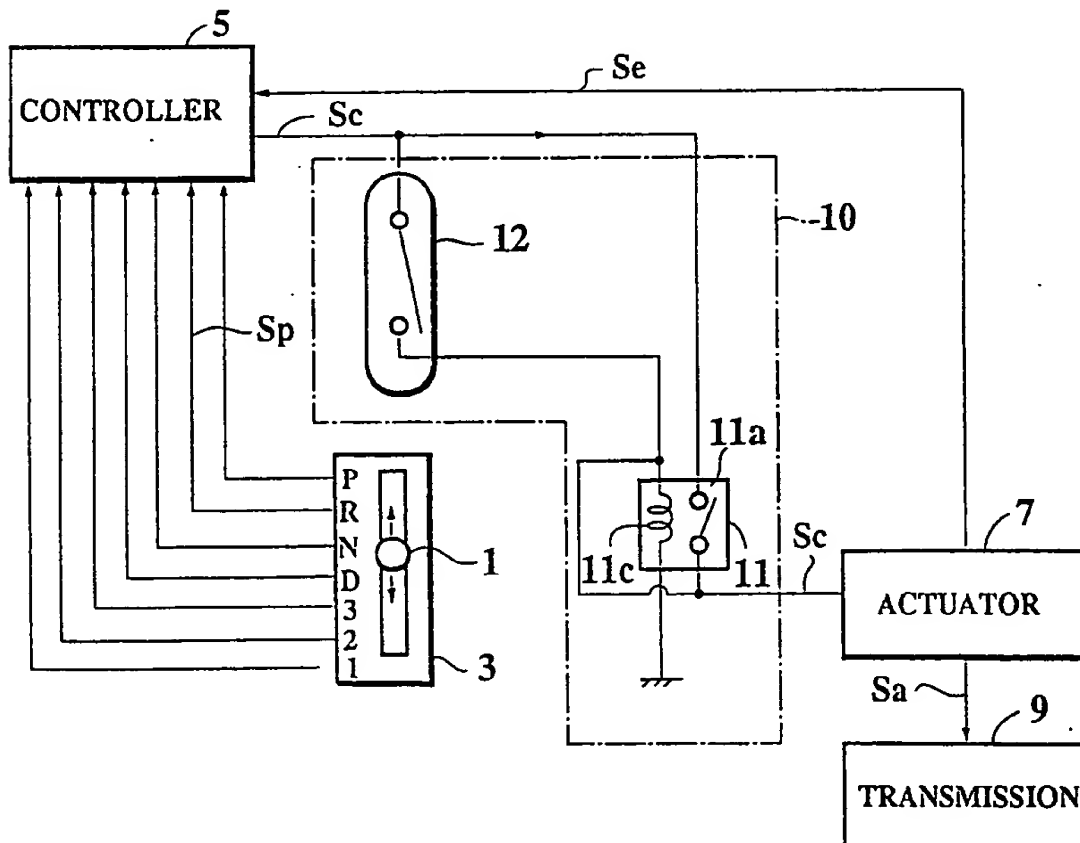 5
CONTROLLER
Se
Sc
10
12
Sp
11a
11c
11
P
R
N
D
3
2
1
1
3
Sc
7
ACTUATOR
Sa
9
TRANSMISSION